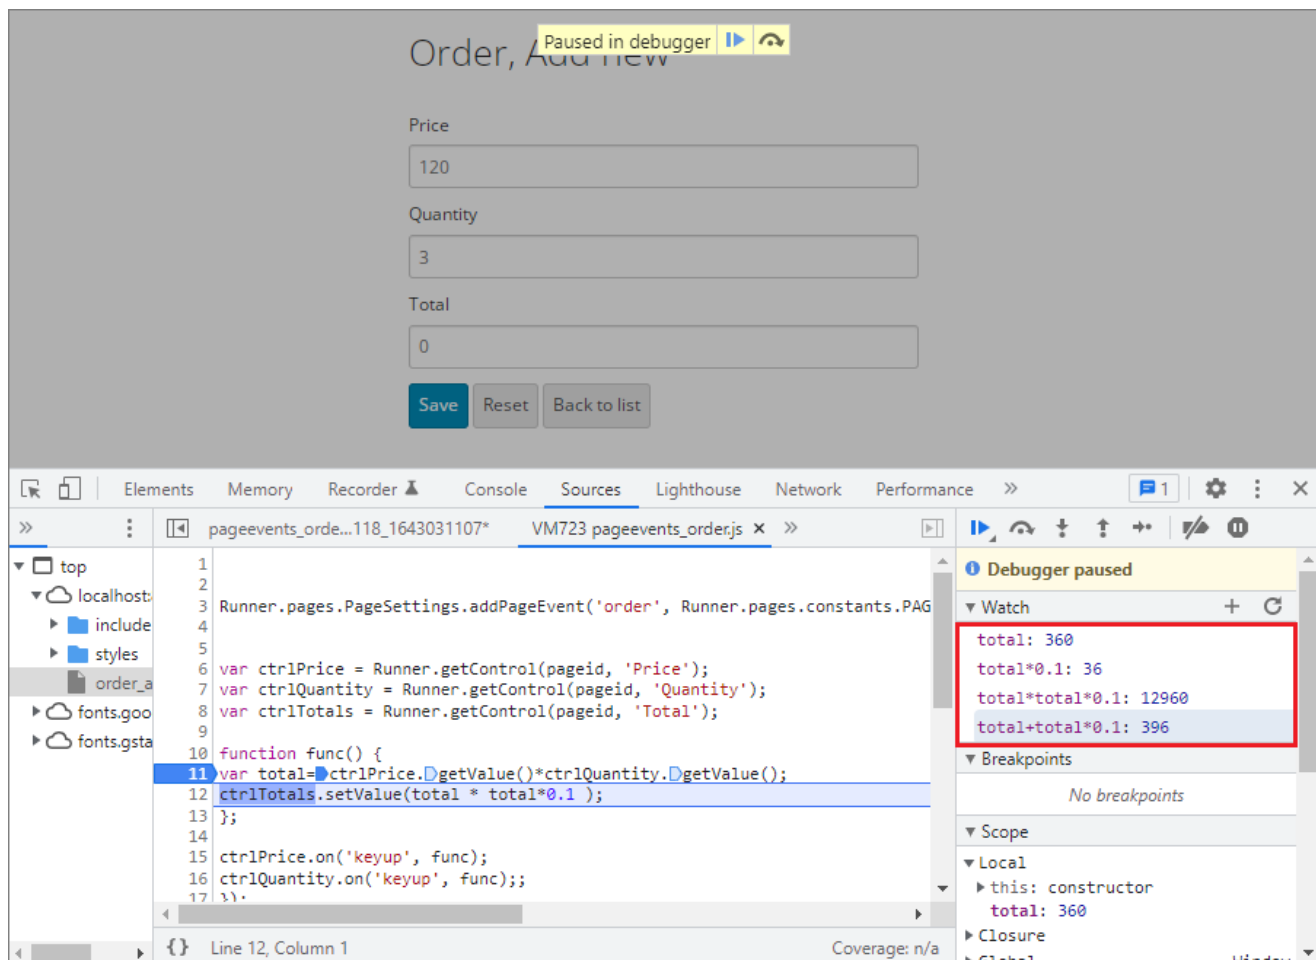 Order, Add new
Paused in debugger
Price
120
Quantity
3
Total
0
Save Reset Back to list
Elements Memory Recorder Console Sources Lighthouse Network Performance » 1
» pageevents_orde...118_1643031107* VM723 pageevents_order.js × »
top
localhost:
include
styles
order_a
fonts.goo
fonts.gsta
1
2
3 Runner.pages.PageSettings.addPageEvent('order', Runner.pages.constants.PAG
4
5
6 var ctrlPrice = Runner.getControl(pageid, 'Price');
7 var ctrlQuantity = Runner.getControl(pageid, 'Quantity');
8 var ctrlTotals = Runner.getControl(pageid, 'Total');
9
10 function func() {
11 var total=ctrlPrice.getValue()*ctrlQuantity.getValue();
12 ctrlTotals.setValue(total * total*0.1 );
13 };
14
15 ctrlPrice.on('keyup', func);
16 ctrlQuantity.on('keyup', func);;
17 });
{} Line 12, Column 1 Coverage: n/a
Debugger paused
Watch
total: 360
total*0.1: 36
total*total*0.1: 12960
total+total*0.1: 396
Breakpoints
No breakpoints
Scope
Local
this: constructor
total: 360
Closure
Global Window